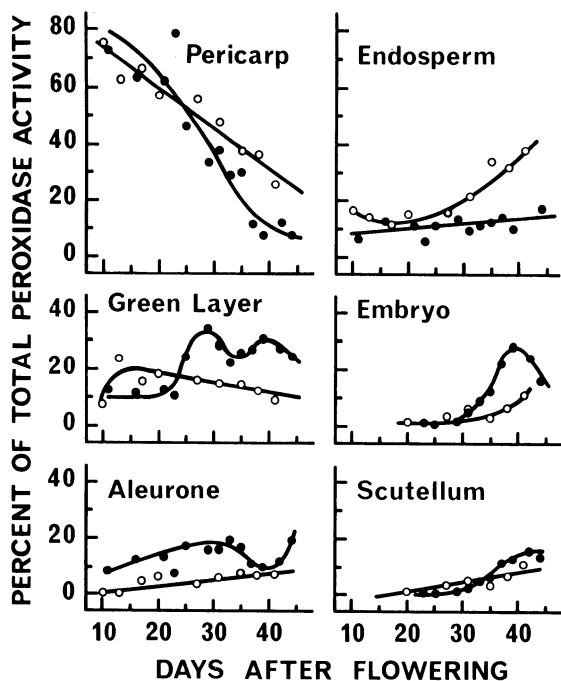 PERCENT OF TOTAL PEROXIDASE ACTIVITY
80
60
40
20
0
Pericarp
Endosperm
40
20
0
Green Layer
Embryo
40
20
0
Aleurone
Scutellum
10 20 30 40
10 20 30 40
DAYS AFTER FLOWERING